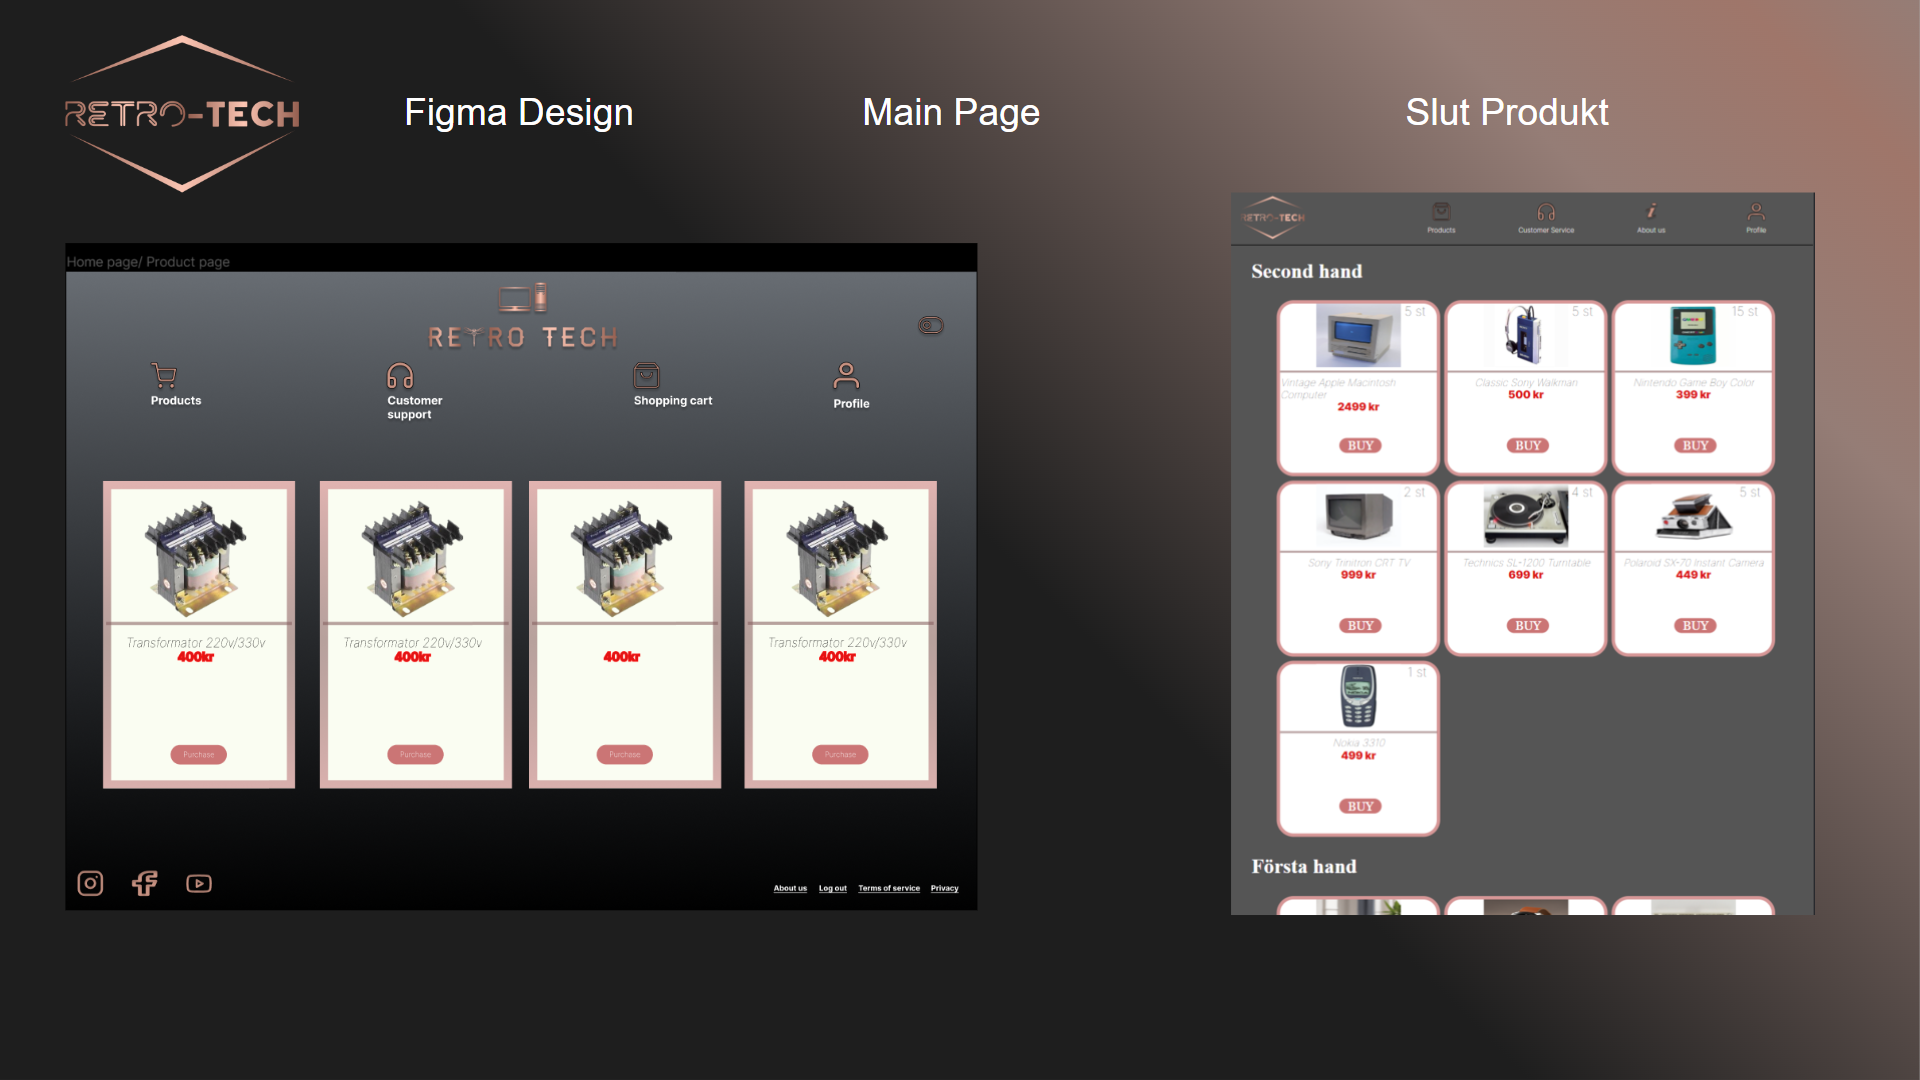 RETRO-TECH
Figma Design
Main Page
Slut Produkt
Home page/ Product page
RETRO TECH
Products
Customer
support
Shopping cart
Profile
Transformator 220v/330v
400kr
Purchase
Transformator 220v/330v
400kr
Purchase
400kr
Purchase
Transformator 220v/330v
400kr
Purchase
About us
Log out
Terms of service
Privacy
RETRO-TECH
Products
Customer Service
About us
Profile
Second hand
5 st
Vintage Apple Macintosh
Computer
2499 kr
BUY
5 st
Classic Sony Walkman
500 kr
BUY
15 st
Nintendo Game Boy Color
399 kr
BUY
2 st
Sony Trinitron CRT TV
999 kr
BUY
4 st
Technics SL-1200 Turntable
699 kr
BUY
5 st
Polaroid SX-70 Instant Camera
449 kr
BUY
1 st
Nokia 3310
499 kr
BUY
Första hand